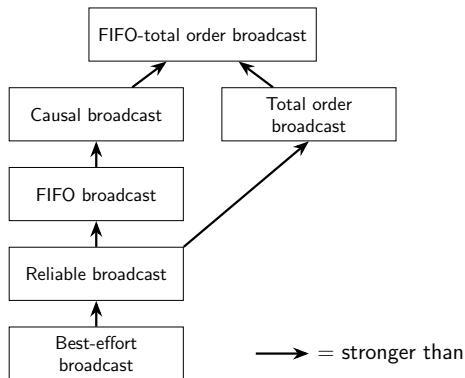 FIFO-total order broadcast
Causal broadcast
Total order
broadcast
FIFO broadcast
Reliable broadcast
Best-effort
broadcast
= stronger than